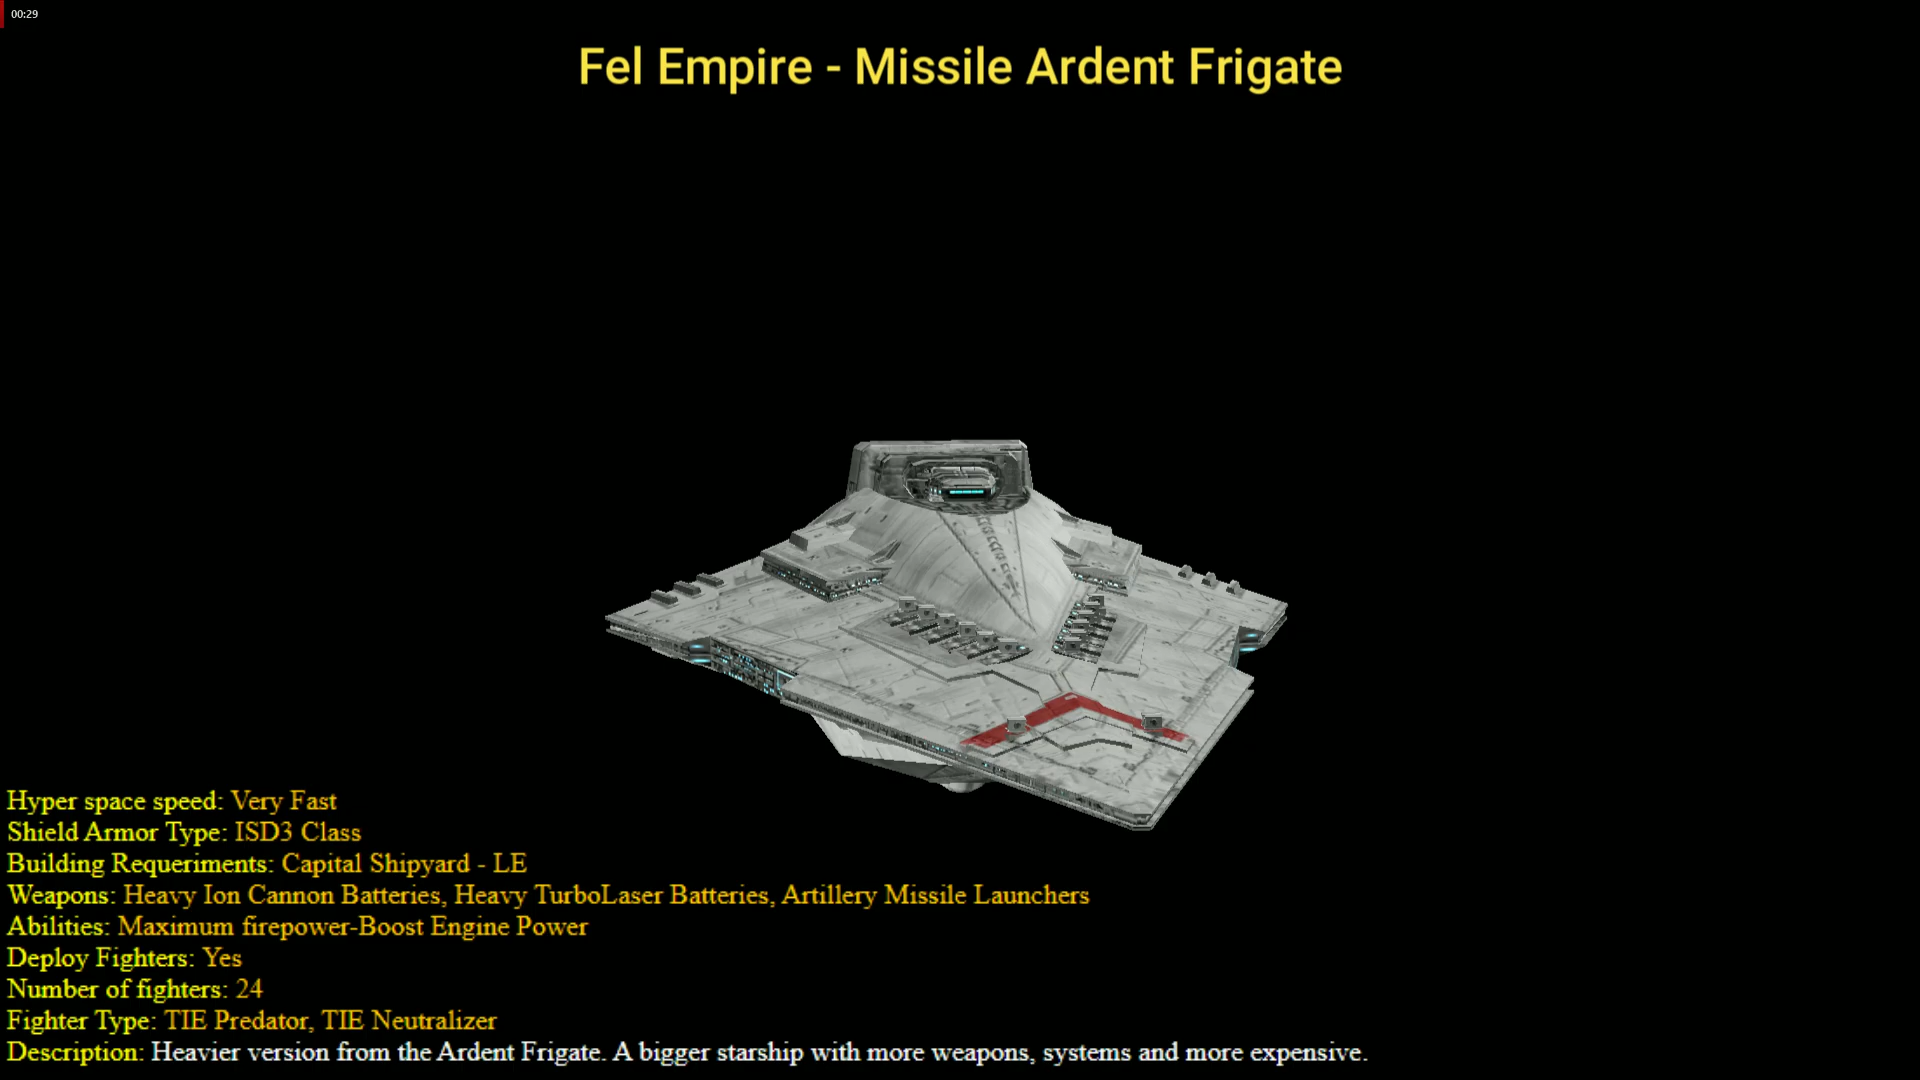 00:29
Fel Empire - Missile Ardent Frigate
Hyper space speed: Very Fast
Shield Armor Type: ISD3 Class
Building Requeriments: Capital Shipyard - LE
Weapons: Heavy Ion Cannon Batteries, Heavy TurboLaser Batteries, Artillery Missile Launchers
Abilities: Maximum firepower-Boost Engine Power
Deploy Fighters: Yes
Number of fighters: 24
Fighter Type: TIE Predator, TIE Neutralizer
Description: Heavier version from the Ardent Frigate. A bigger starship with more weapons, systems and more expensive.